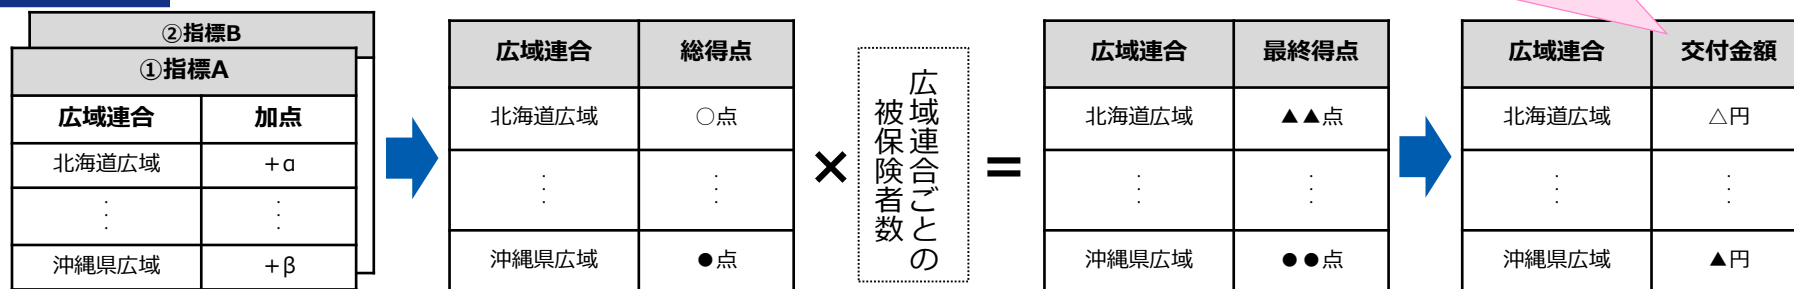 ②指標B
①指標A
広域連合 加点
北海道広域 +α
： ：
沖縄県広域 +β
広域連合 総得点
北海道広域 ○点
： ：
沖縄県広域 ●点
×
広域連合ごとの
被保険者数
=
広域連合 最終得点
北海道広域 ▲▲点
： ：
沖縄県広域 ●●点
広域連合 交付金額
北海道広域 △円
： ：
沖縄県広域 ▲円